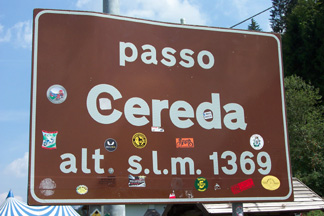 passo
Cereda
alt. s.l.m. 1369